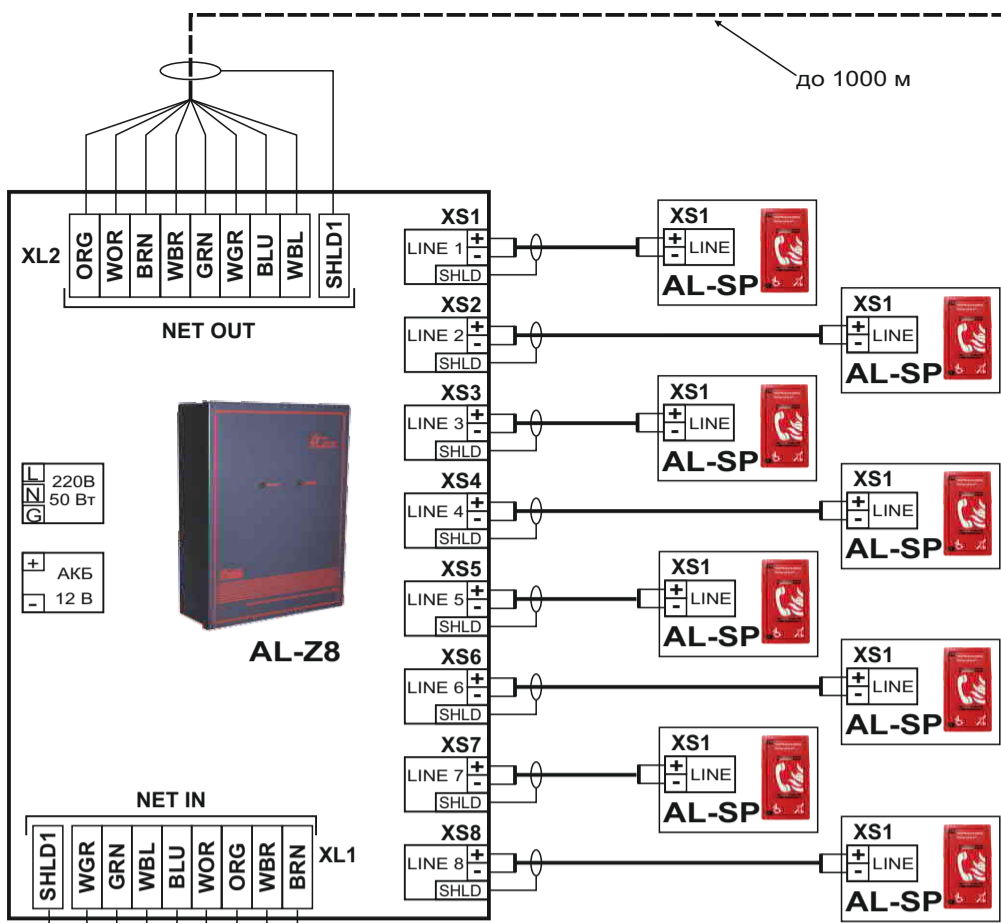 до 1000 м
XL2
ORG
WOR
BRN
WBR
GRN
WGR
BLU
WBL
SHLD1
NET OUT
XS1
LINE 1 + -
SHLD
XS1
+ - LINE
AL-SP
XS2
LINE 2 + -
SHLD
XS1
+ - LINE
AL-SP
XS3
LINE 3 + -
SHLD
XS1
+ - LINE
AL-SP
XS4
LINE 4 + -
SHLD
XS1
+ - LINE
AL-SP
L
N
G
220В
50 Вт
+
-
АКБ
12 В
AL-Z8
XS5
LINE 5 + -
SHLD
XS1
+ - LINE
AL-SP
XS6
LINE 6 + -
SHLD
XS1
+ - LINE
AL-SP
XS7
LINE 7 + -
SHLD
XS1
+ - LINE
AL-SP
XS8
LINE 8 + -
SHLD
XS1
+ - LINE
AL-SP
NET IN
SHLD1
WGR
GRN
WBL
BLU
WOR
ORG
WBR
BRN
XL1